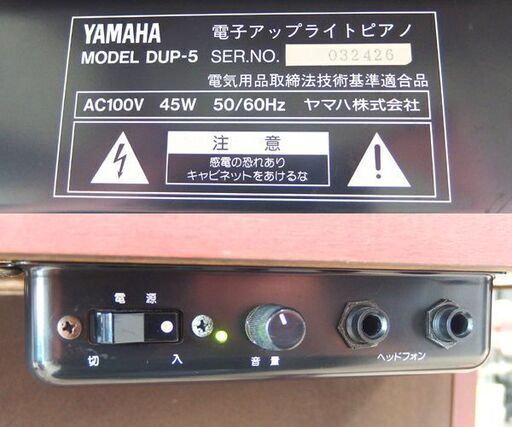 YAMAHA 電子アップライトピアノ
MODEL DUP-5 SER.NO. 032426
電気用品取締法技術基準適合品
AC100V 45W 50/60Hz ヤマハ株式会社
注 意
感電の恐れあり
キャビネットをあけるな
電 源
切 入 音量 ヘッドフォン